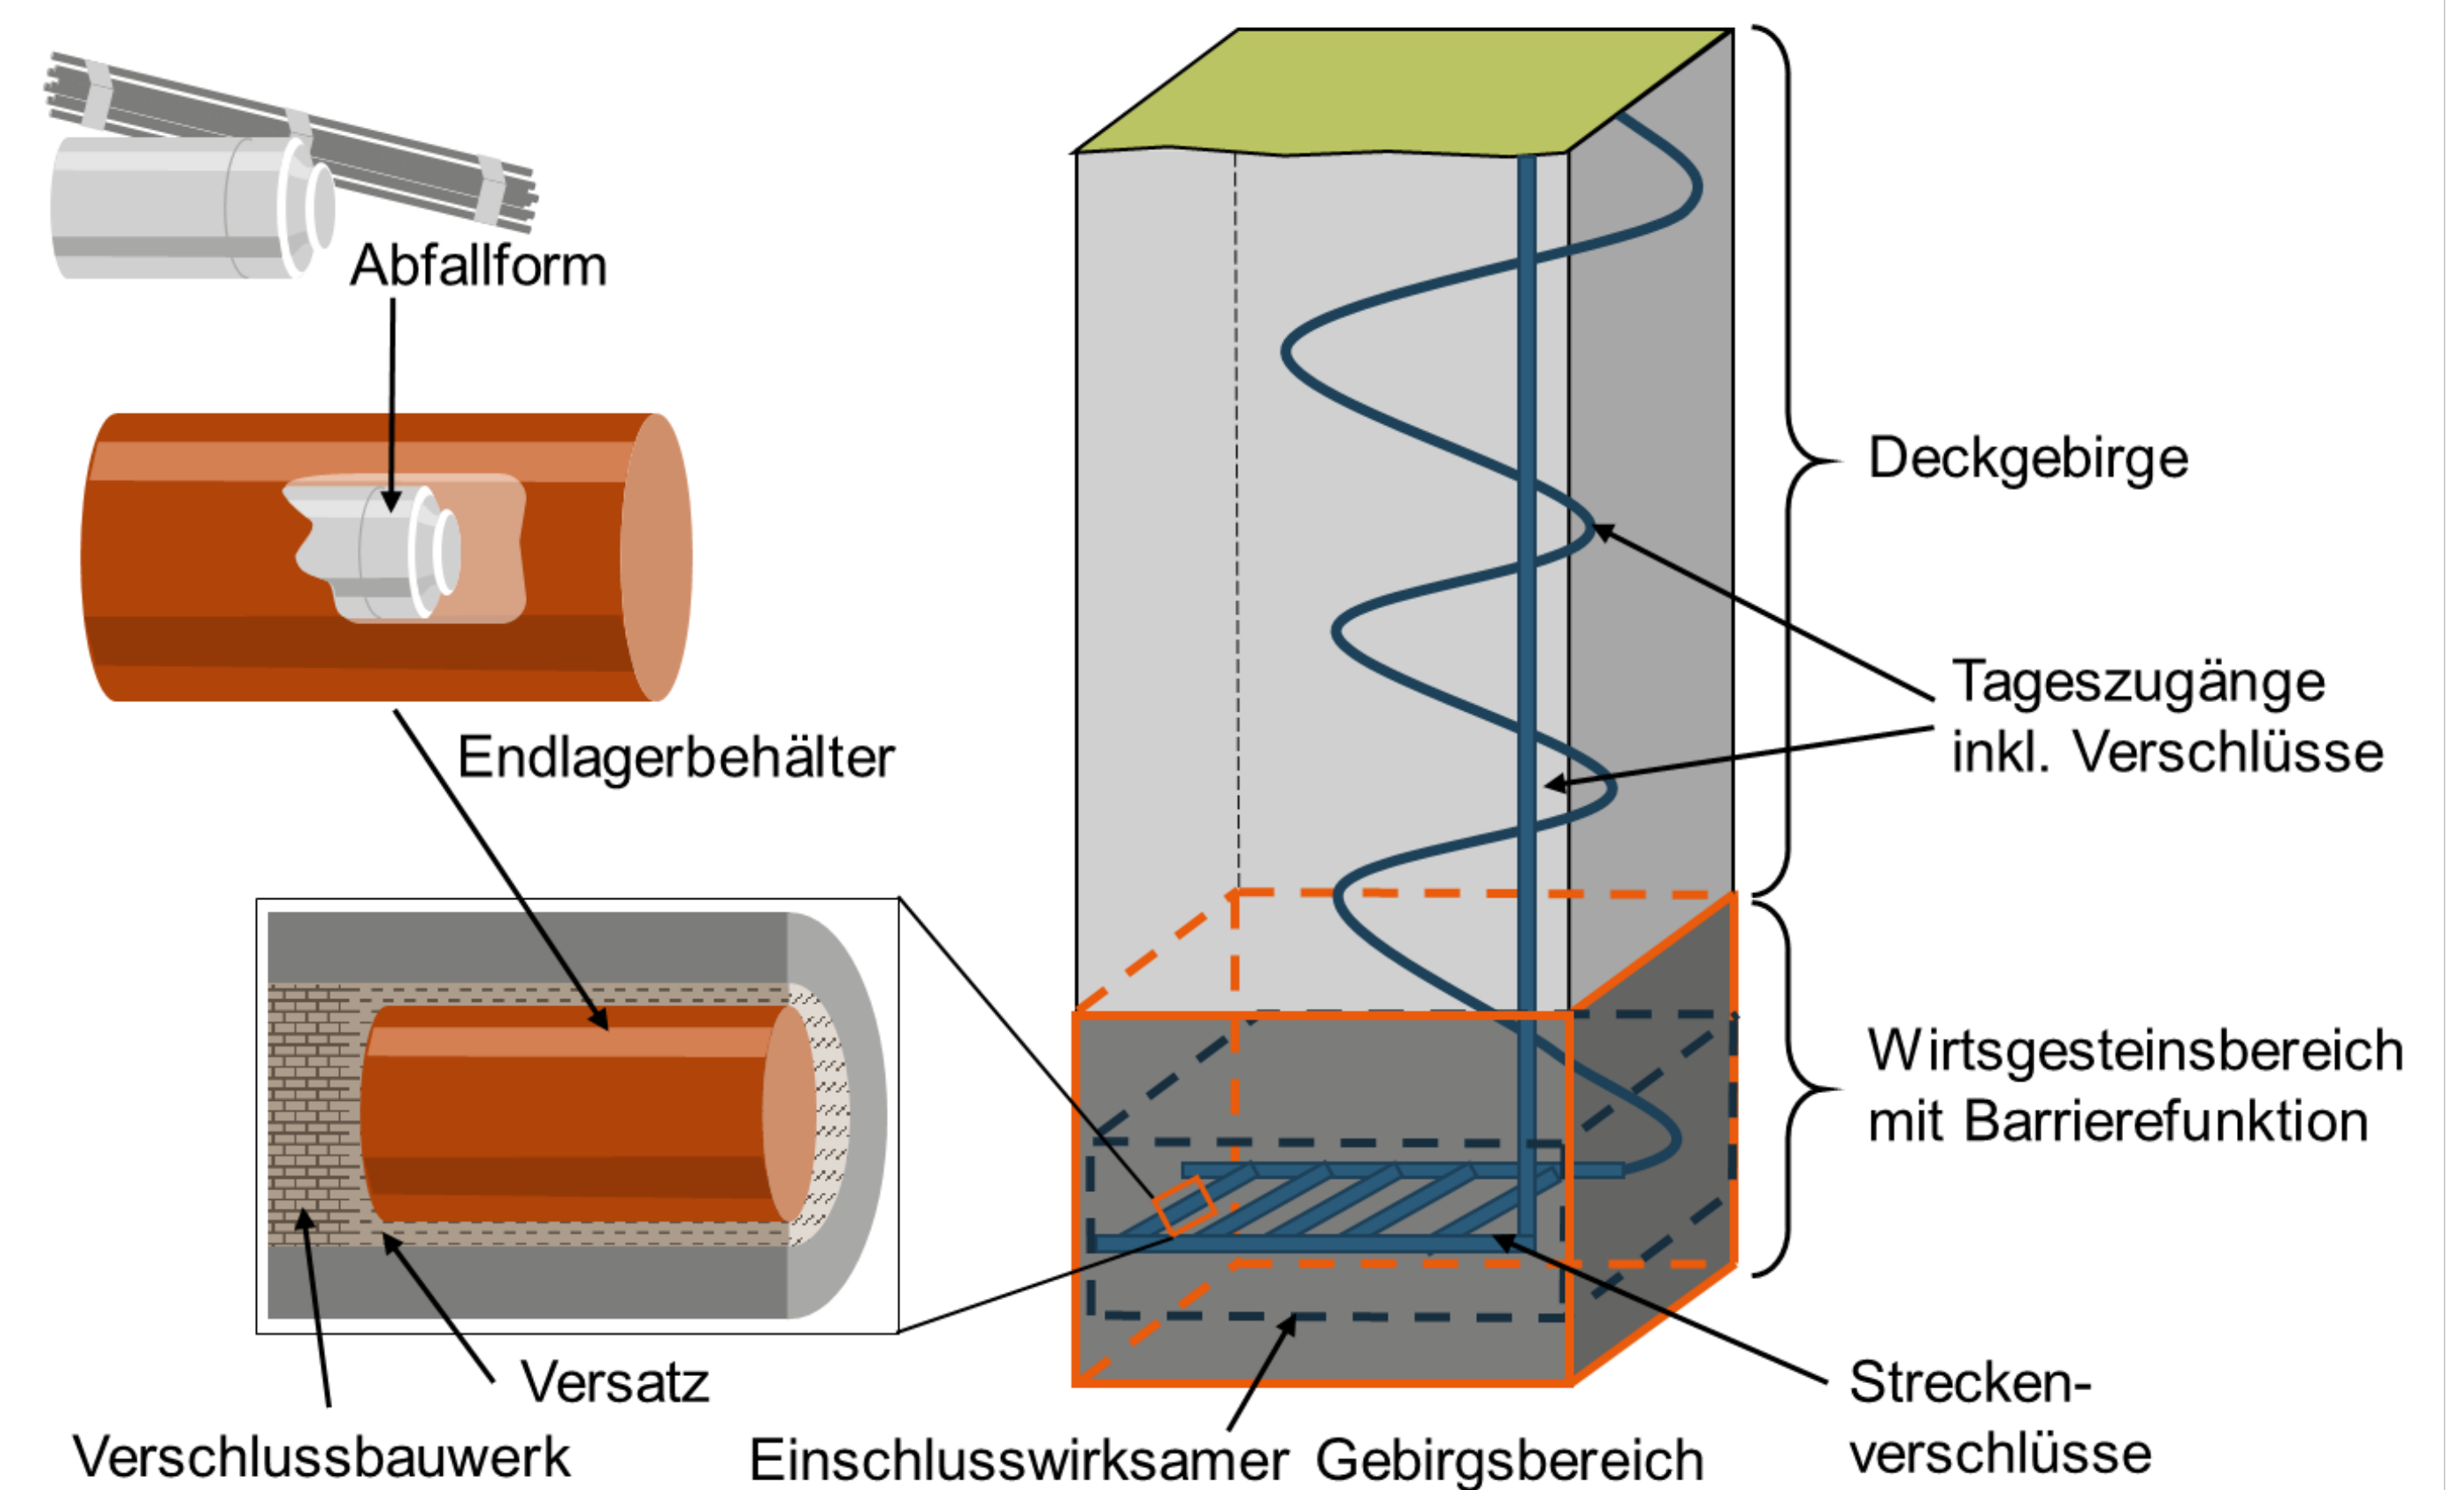 Abfallform
Deckgebirge
Tageszugänge
inkl. Verschlüsse
Endlagerbehälter
Wirtsgesteinsbereich
mit Barrierefunktion
Versatz
Strecken-
verschlüsse
Verschlussbauwerk
Einschlusswirksamer Gebirgsbereich